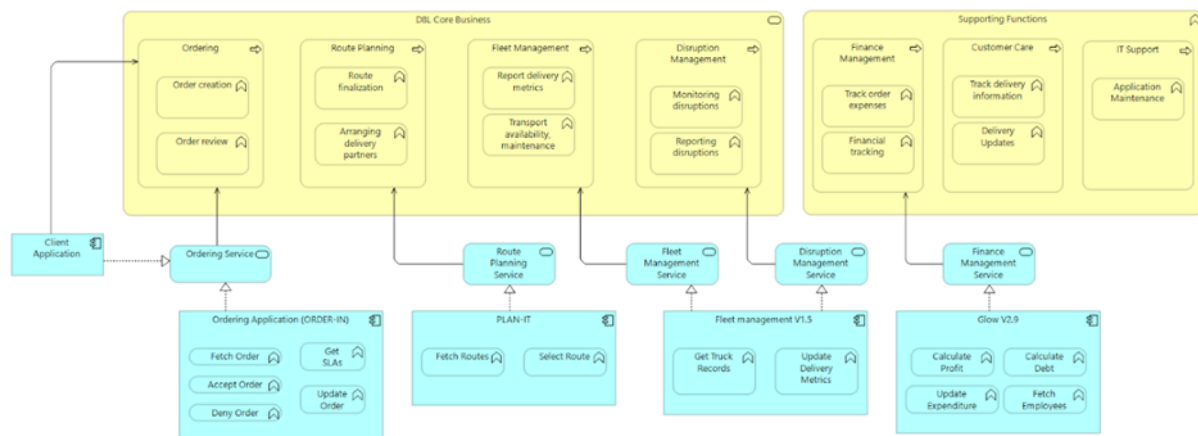 DBL Core Business
Supporting Functions
Ordering
Order creation
Order review
Route Planning
Route
finalization
Arranging
delivery
partners
Fleet Management
Report delivery
metrics
Transport
availability,
maintenance
Disruption
Management
Monitoring
disruptions
Reporting
disruptions
Finance
Management
Track order
expenses
Financial
tracking
Customer Care
Track delivery
information
Delivery
Updates
IT Support
Application
Maintenance
Client
Application
Ordering Service
Route
Planning
Service
Fleet
Management
Service
Disruption
Management
Service
Finance
Management
Service
Ordering Application (ORDER-IN)
Fetch Order
Get
SLAs
Accept Order
Update
Order
Deny Order
PLAN-IT
Fetch Routes
Select Route
Fleet management V1.5
Get Truck
Records
Update
Delivery
Metrics
Glow V2.9
Calculate
Profit
Calculate
Debt
Update
Expenditure
Fetch
Employees